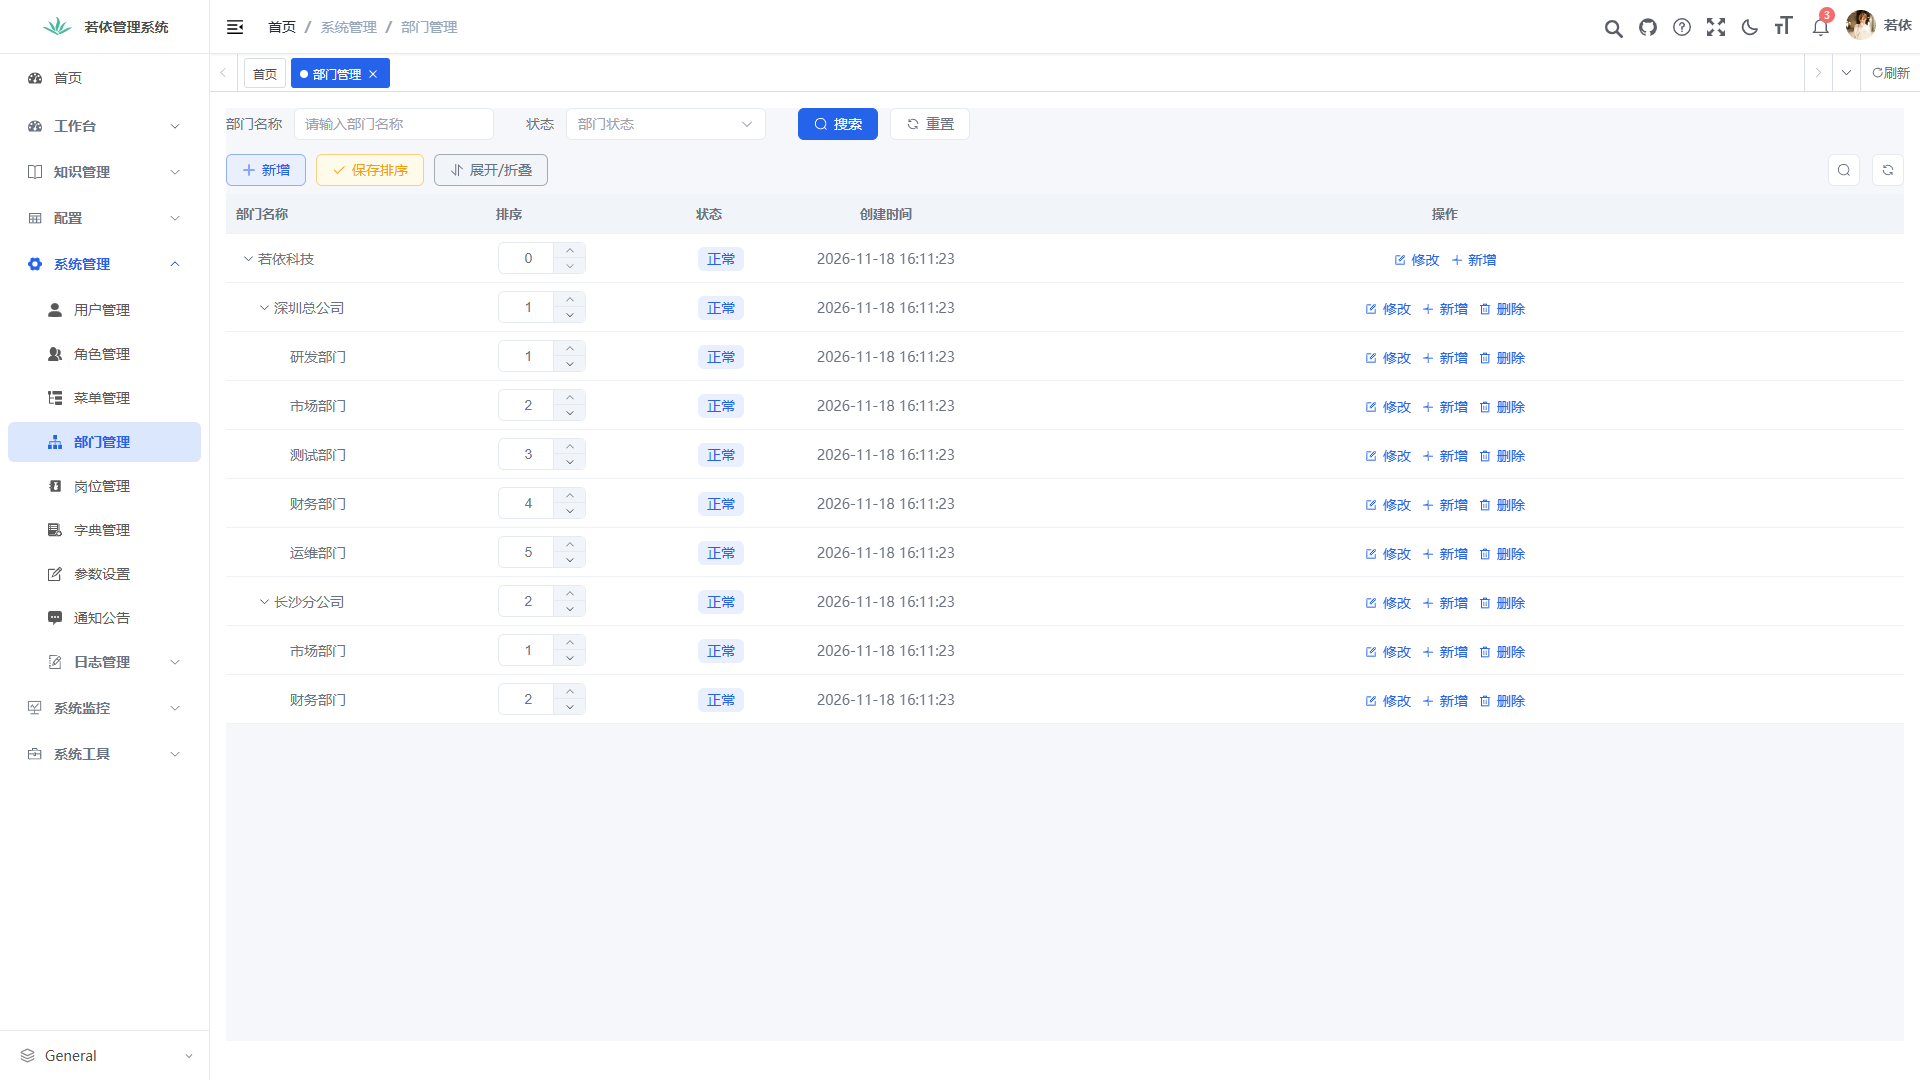 若依管理系统
首页 / 系统管理 / 部门管理
3
若依
首页
部门管理
刷新
首页
工作台
知识管理
配置
系统管理
用户管理
角色管理
菜单管理
部门管理
岗位管理
字典管理
参数设置
通知公告
日志管理
系统监控
系统工具
General
部门名称 请输入部门名称 状态 部门状态 搜索 重置
新增 保存排序 展开/折叠
部门名称 排序 状态 创建时间 操作
若依科技 0 正常 2026-11-18 16:11:23 修改 新增
深圳总公司 1 正常 2026-11-18 16:11:23 修改 新增 删除
研发部门 1 正常 2026-11-18 16:11:23 修改 新增 删除
市场部门 2 正常 2026-11-18 16:11:23 修改 新增 删除
测试部门 3 正常 2026-11-18 16:11:23 修改 新增 删除
财务部门 4 正常 2026-11-18 16:11:23 修改 新增 删除
运维部门 5 正常 2026-11-18 16:11:23 修改 新增 删除
长沙分公司 2 正常 2026-11-18 16:11:23 修改 新增 删除
市场部门 1 正常 2026-11-18 16:11:23 修改 新增 删除
财务部门 2 正常 2026-11-18 16:11:23 修改 新增 删除